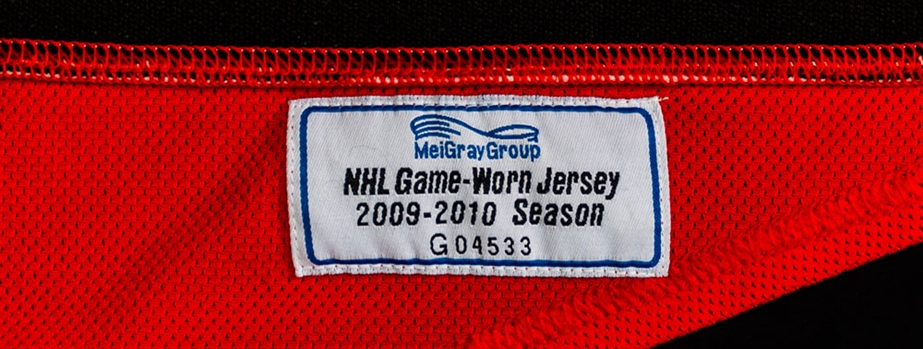 MeiGrayGroup
NHL Game-Worn Jersey
2009-2010 Season
G04533